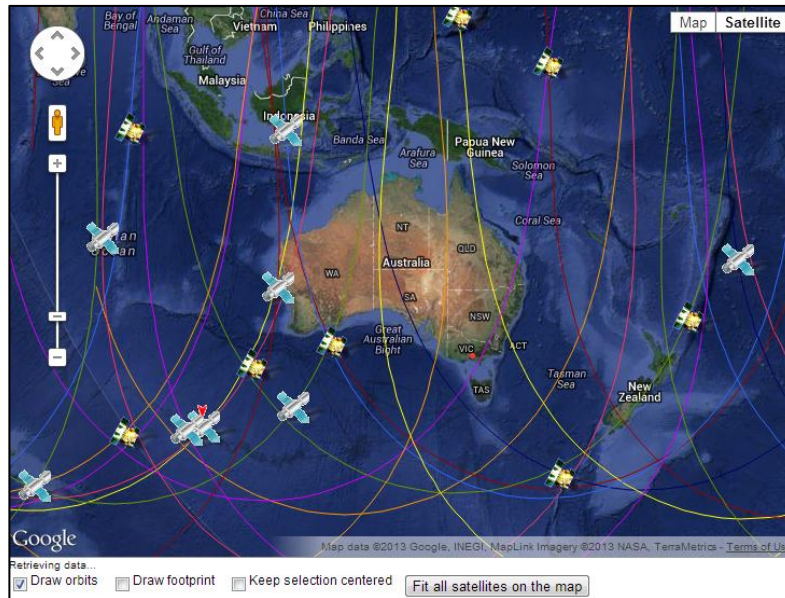 Bay of
Bengal
Andaman
Sea
Vietnam
China Sea
Philippines
Map
Satellite
Gulf of
Thailand
Malaysia
Sea
Indonesia
Banda Sea
Papua New
Guinea
Arafura
Sea
Solomon
Sea
Coral Sea
Ocean
NT
QLD
WA
Australia
SA
NSW
Great
Australian
Bight
VIC
ACT
TAS
Tasman
Sea
New
Zealand
Google
Map data ©2013 Google, INEGI, MapLink Imagery ©2013 NASA, TerraMetrics - Terms of Us
Retrieving data...
Draw orbits
Draw footprint
Keep selection centered
Fit all satellites on the map